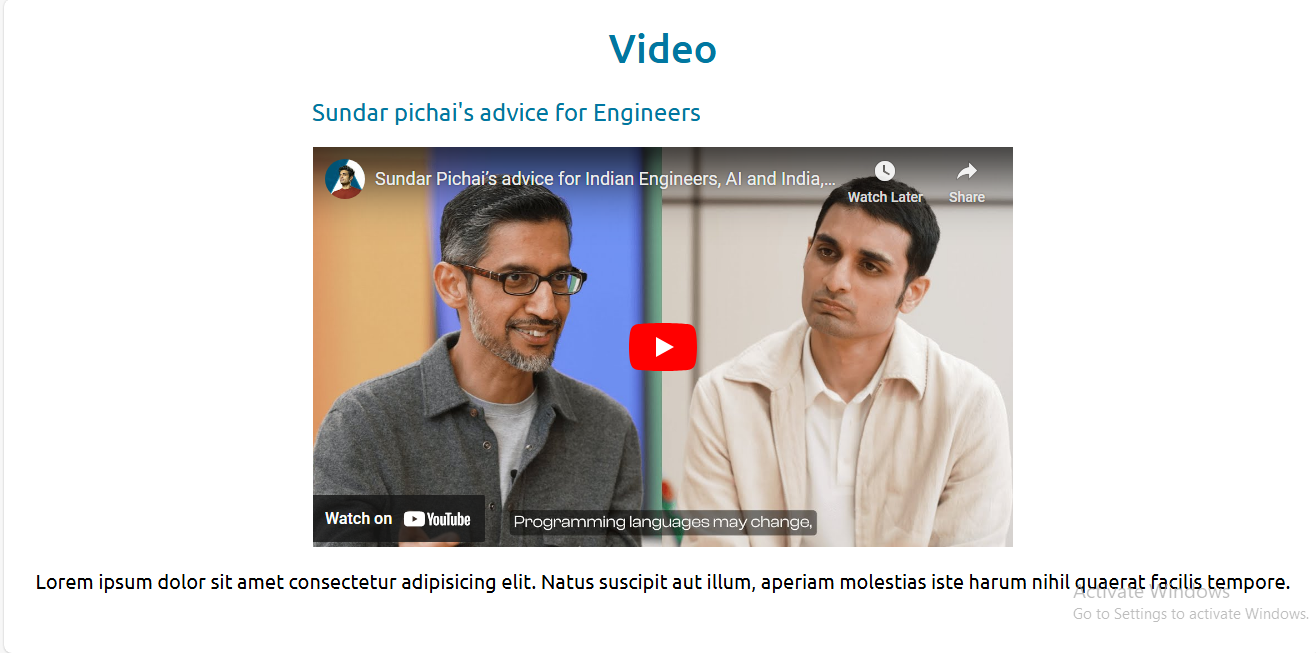 Video
Sundar pichai's advice for Engineers
Sundar Pichai’s advice for Indian Engineers, AI and India,...
Watch Later
Share
Watch on YouTube
Programming languages may change,
Lorem ipsum dolor sit amet consectetur adipisicing elit. Natus suscipit aut illum, aperiam molestias iste harum nihil quaerat facilis tempore.
Activate Windows
Go to Settings to activate Windows.